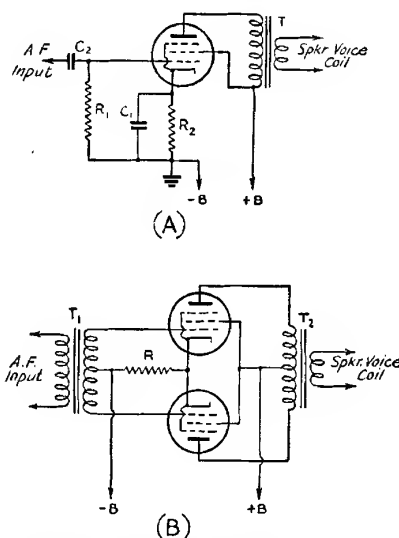 A.F. Input
C2
R1
C1
R2
T
Spkr Voice Coil
-B
+B
(A)
A.F. Input
T1
R
T2
Spkr. Voice Coil
-B
+B
(B)